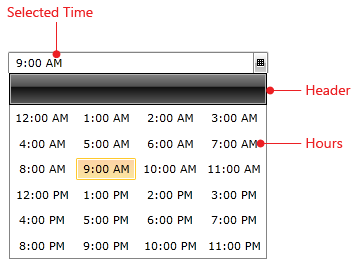 Selected Time
9:00 AM
Header
12:00 AM 1:00 AM 2:00 AM 3:00 AM
4:00 AM 5:00 AM 6:00 AM 7:00 AM Hours
8:00 AM 9:00 AM 10:00 AM 11:00 AM
12:00 PM 1:00 PM 2:00 PM 3:00 PM
4:00 PM 5:00 PM 6:00 PM 7:00 PM
8:00 PM 9:00 PM 10:00 PM 11:00 PM